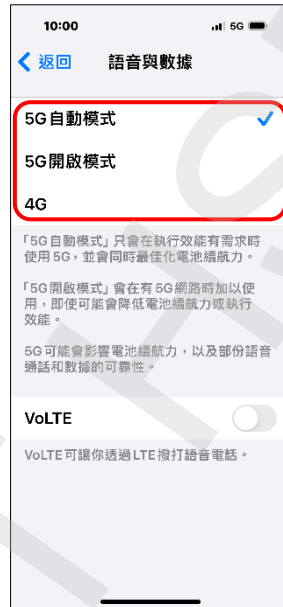 10:00
5G
返回
語音與數據
5G自動模式
5G開啟模式
4G
「5G自動模式」只會在執行效能有需求時
使用5G，並會同時最佳化電池續航力。
「5G開啟模式」會在有5G網路時加以使
用，即使可能會降低電池續航力或執行
效能。
5G可能會影響電池續航力，以及部份語音
通話和數據的可靠性。
VoLTE
VoLTE可讓你透過LTE撥打語音電話。